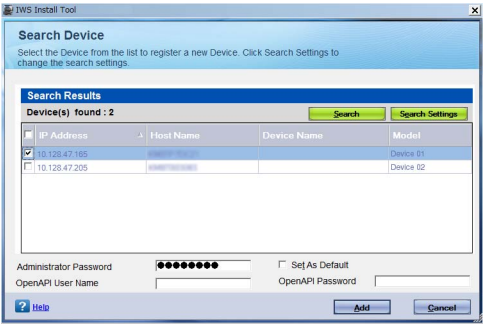 IWS Install Tool
Search Device
Select the Device from the list to register a new Device. Click Search Settings to
change the search settings.
Search Results
Device(s) found : 2
Search
Search Settings
IP Address
Host Name
Device Name
Model
10.128.47.165
Device 01
10.128.47.205
Device 02
Administrator Password
Set As Default
OpenAPI User Name
OpenAPI Password
? Help
Add
Cancel